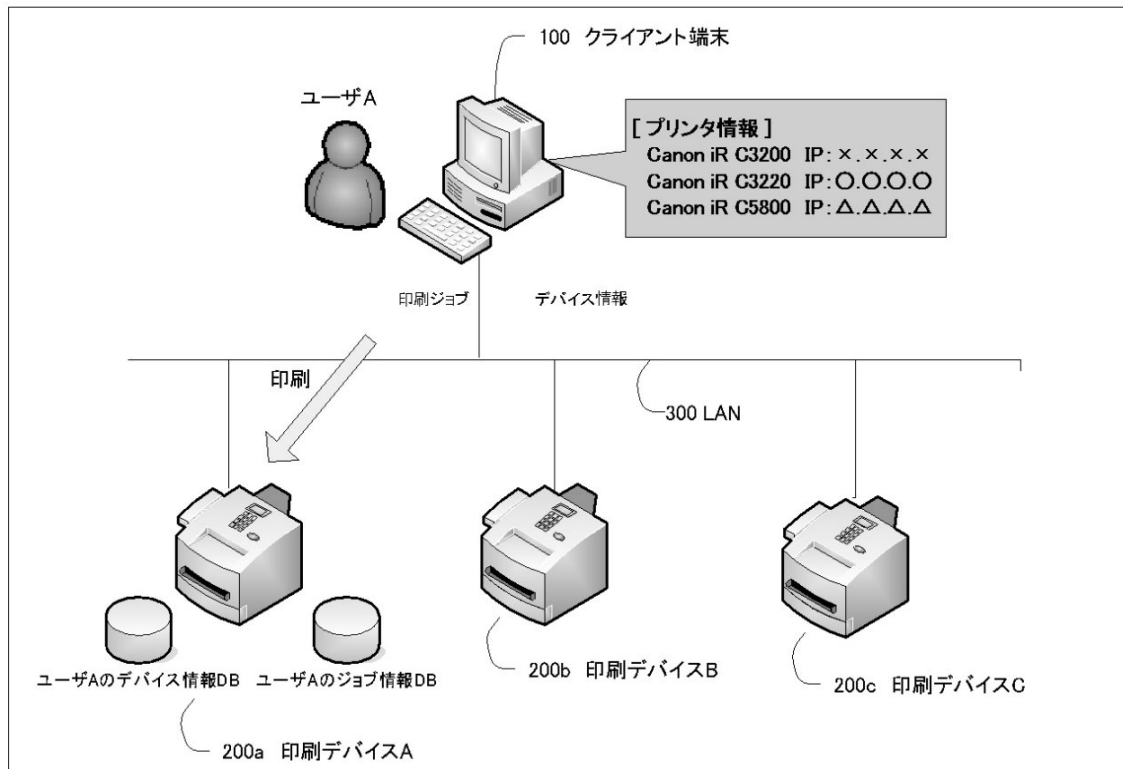 100 クライアント端末
ユーザA
[ プリンタ情報 ]
Canon iR C3200 IP:×.×.×.×
Canon iR C3220 IP:○.○.○.○
Canon iR C5800 IP:△.△.△.△
印刷ジョブ デバイス情報
印刷
300 LAN
ユーザAのデバイス情報DB ユーザAのジョブ情報DB
200b 印刷デバイスB
200c 印刷デバイスC
200a 印刷デバイスA